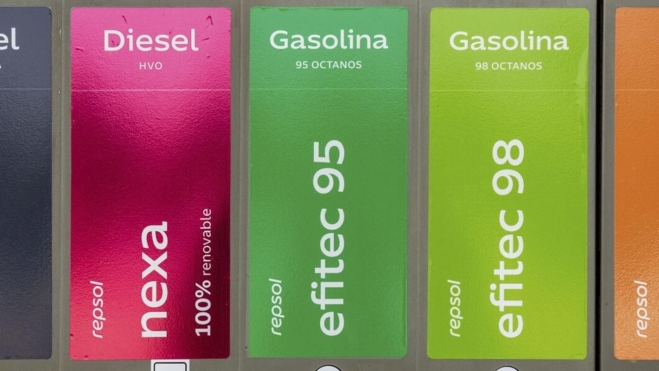 el
Diesel
HVO
nexa
100% renovable
repsol
Gasolina
95 OCTANOS
efitec 95
repsol
Gasolina
98 OCTANOS
efitec 98
repsol
repsol